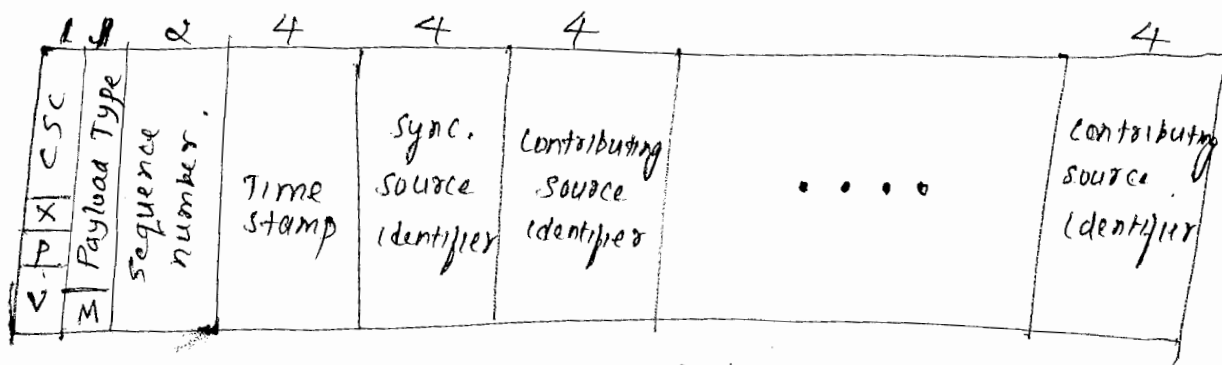 1 1 2 4 4 4 4
V P X CSC
M Payload Type
Sequence
number.
Time
stamp
Sync.
source
identifier
Contributing
source
identifier
. . . .
Contributing
source
identifier